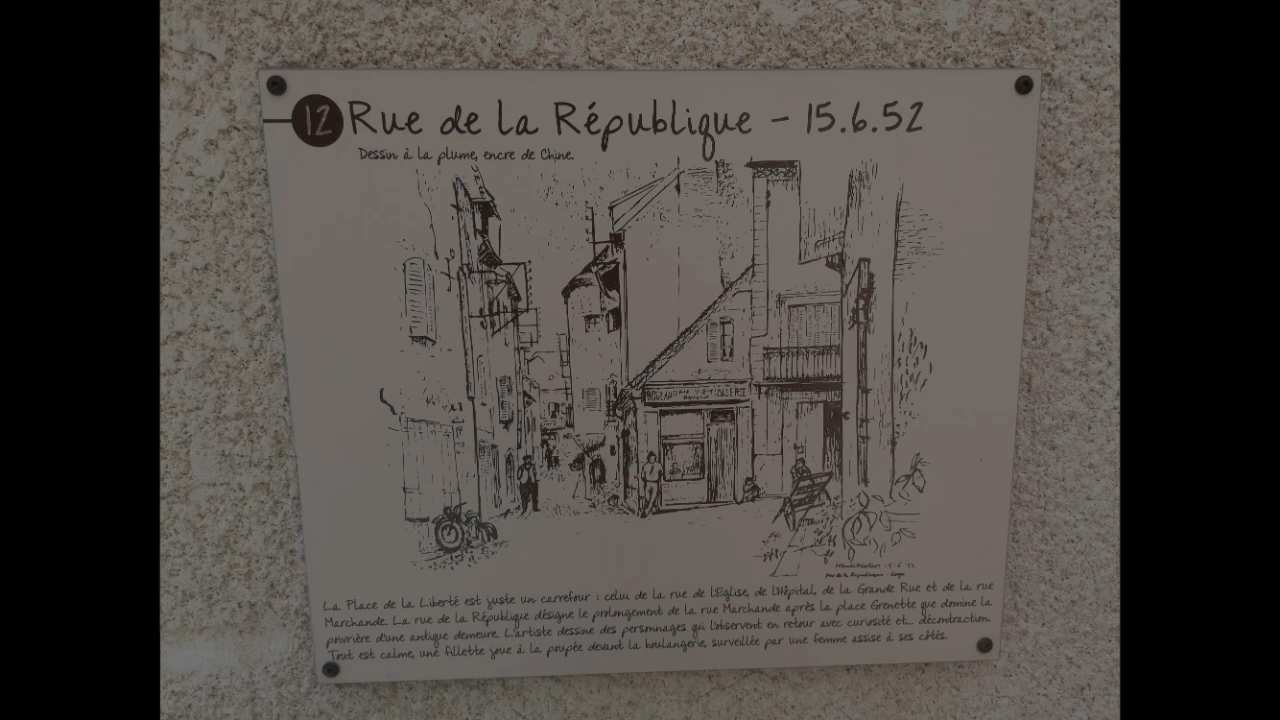 12 Rue de la République - 15.6.52
Dessin à la plume, encre de Chine.
BOULANGERIE
La Place de la Liberté est juste un carrefour : celui de la rue de l'Eglise, de l'Hôpital, de la Grande Rue et de la rue
Marchande. La rue de la République désigne le prolongement de la rue Marchande après la place Grenette que domine la
poivrière d'une antique demeure. L'artiste dessine des personnages qui l'observent en retour avec curiosité et... décontraction.
Tout est calme, une fillette joue à la poupée devant la boulangerie, surveillée par une femme assise à ses côtés.